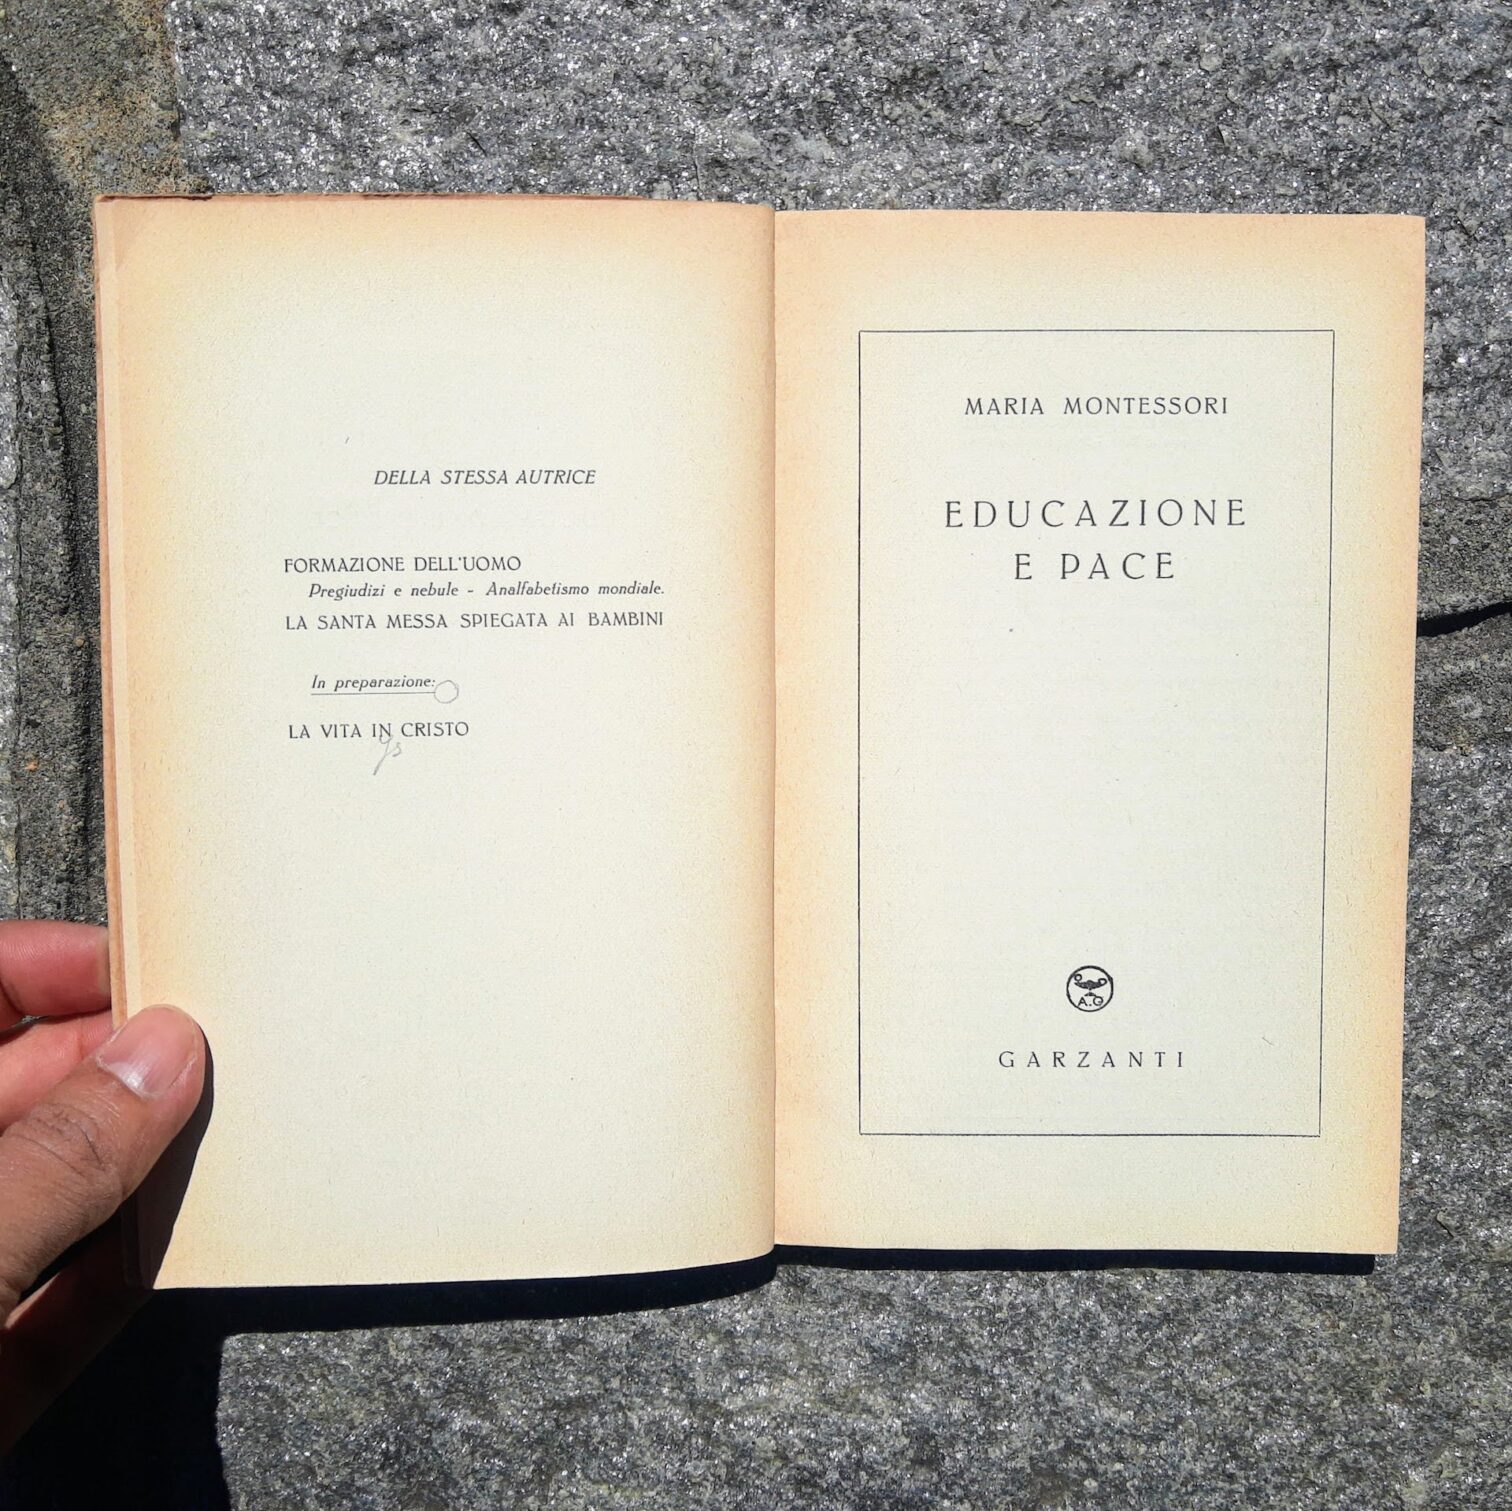 DELLA STESSA AUTRICE
FORMAZIONE DELL'UOMO
Pregiudizi e nebule - Analfabetismo mondiale.
LA SANTA MESSA SPIEGATA AI BAMBINI
In preparazione:
LA VITA IN CRISTO
MARIA MONTESSORI
EDUCAZIONE
E PACE
A.G
GARZANTI